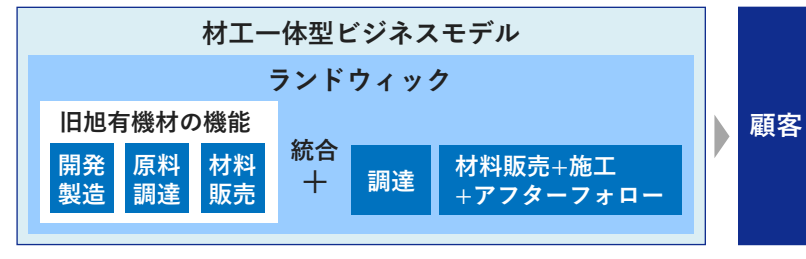 材工一体型ビジネスモデル
ランドウィック
旧旭有機材の機能
開発
製造
原料
調達
材料
販売
統合
＋
調達
材料販売+施工
+アフターフォロー
顧客